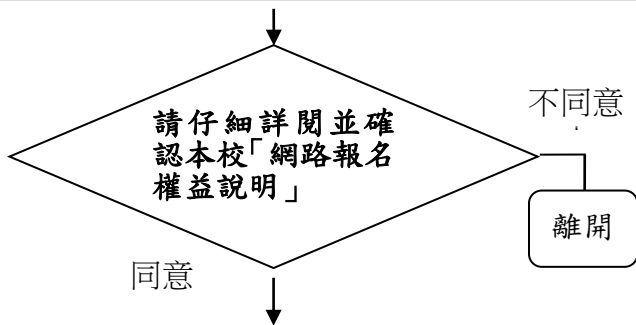 請仔細詳閱並確
認本校「網路報名
權益說明」
不同意
離開
同意